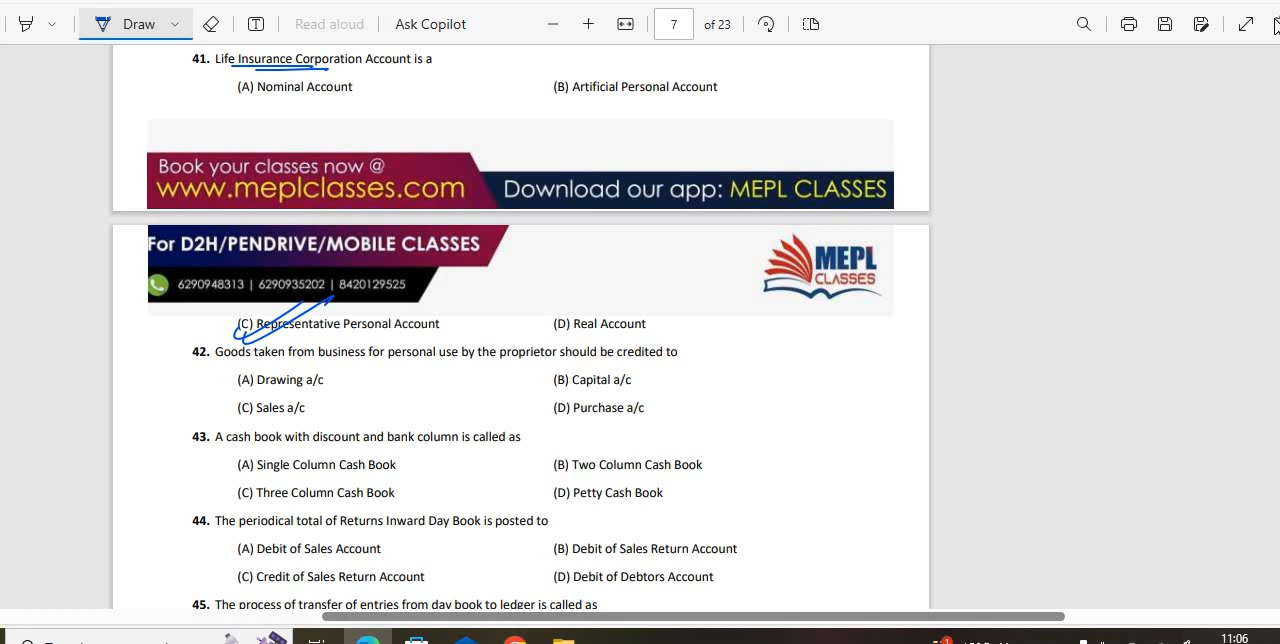 Draw
Read aloud
Ask Copilot
7
of 23
41. Life Insurance Corporation Account is a
(A) Nominal Account (B) Artificial Personal Account
Book your classes now @
www.meplclasses.com
Download our app: MEPL CLASSES
For D2H/PENDRIVE/MOBILE CLASSES
6290948313 | 6290935202 | 8420129525
MEPL
CLASSES
(C) Representative Personal Account (D) Real Account
42. Goods taken from business for personal use by the proprietor should be credited to
(A) Drawing a/c (B) Capital a/c
(C) Sales a/c (D) Purchase a/c
43. A cash book with discount and bank column is called as
(A) Single Column Cash Book (B) Two Column Cash Book
(C) Three Column Cash Book (D) Petty Cash Book
44. The periodical total of Returns Inward Day Book is posted to
(A) Debit of Sales Account (B) Debit of Sales Return Account
(C) Credit of Sales Return Account (D) Debit of Debtors Account
45. The process of transfer of entries from day book to ledger is called as
11:06